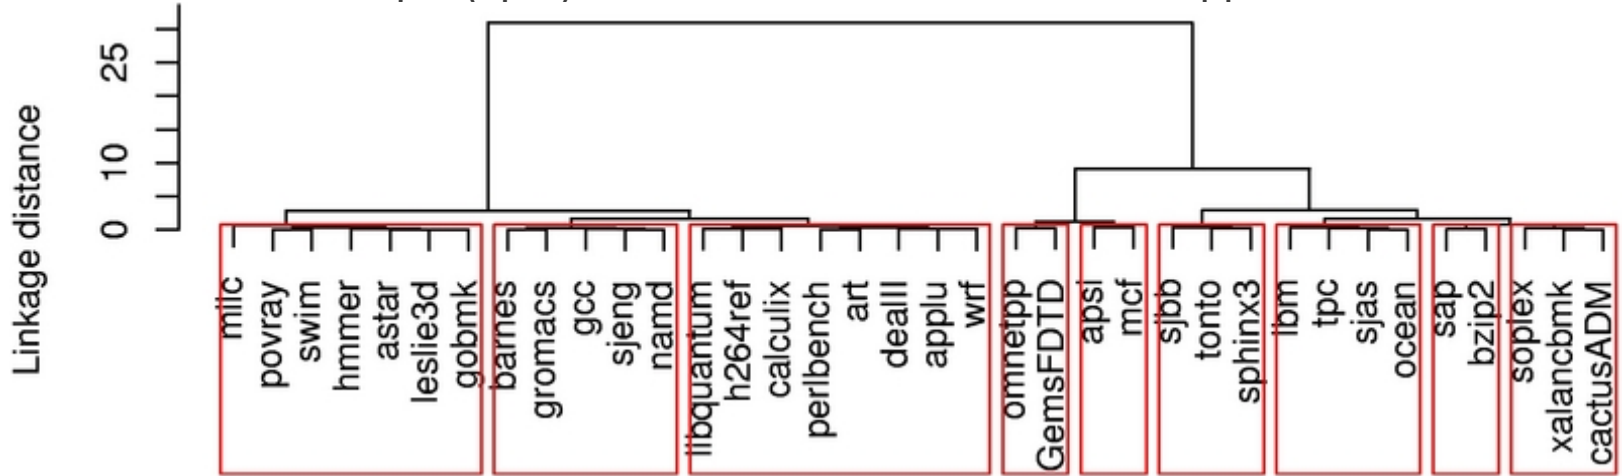 Linkage distance
25
10
0
milc
povray
swim
hmmer
astar
leslie3d
gobmk
barnes
gromacs
gcc
sjeng
namd
libquantum
h264ref
calculix
perlbench
art
dealII
applu
wrf
omnetpp
GemsFDTD
apsi
mcf
sjbb
tonto
sphinx3
lbm
tpc
sjas
ocean
sap
bzip2
soplex
xalancbmk
cactusADM